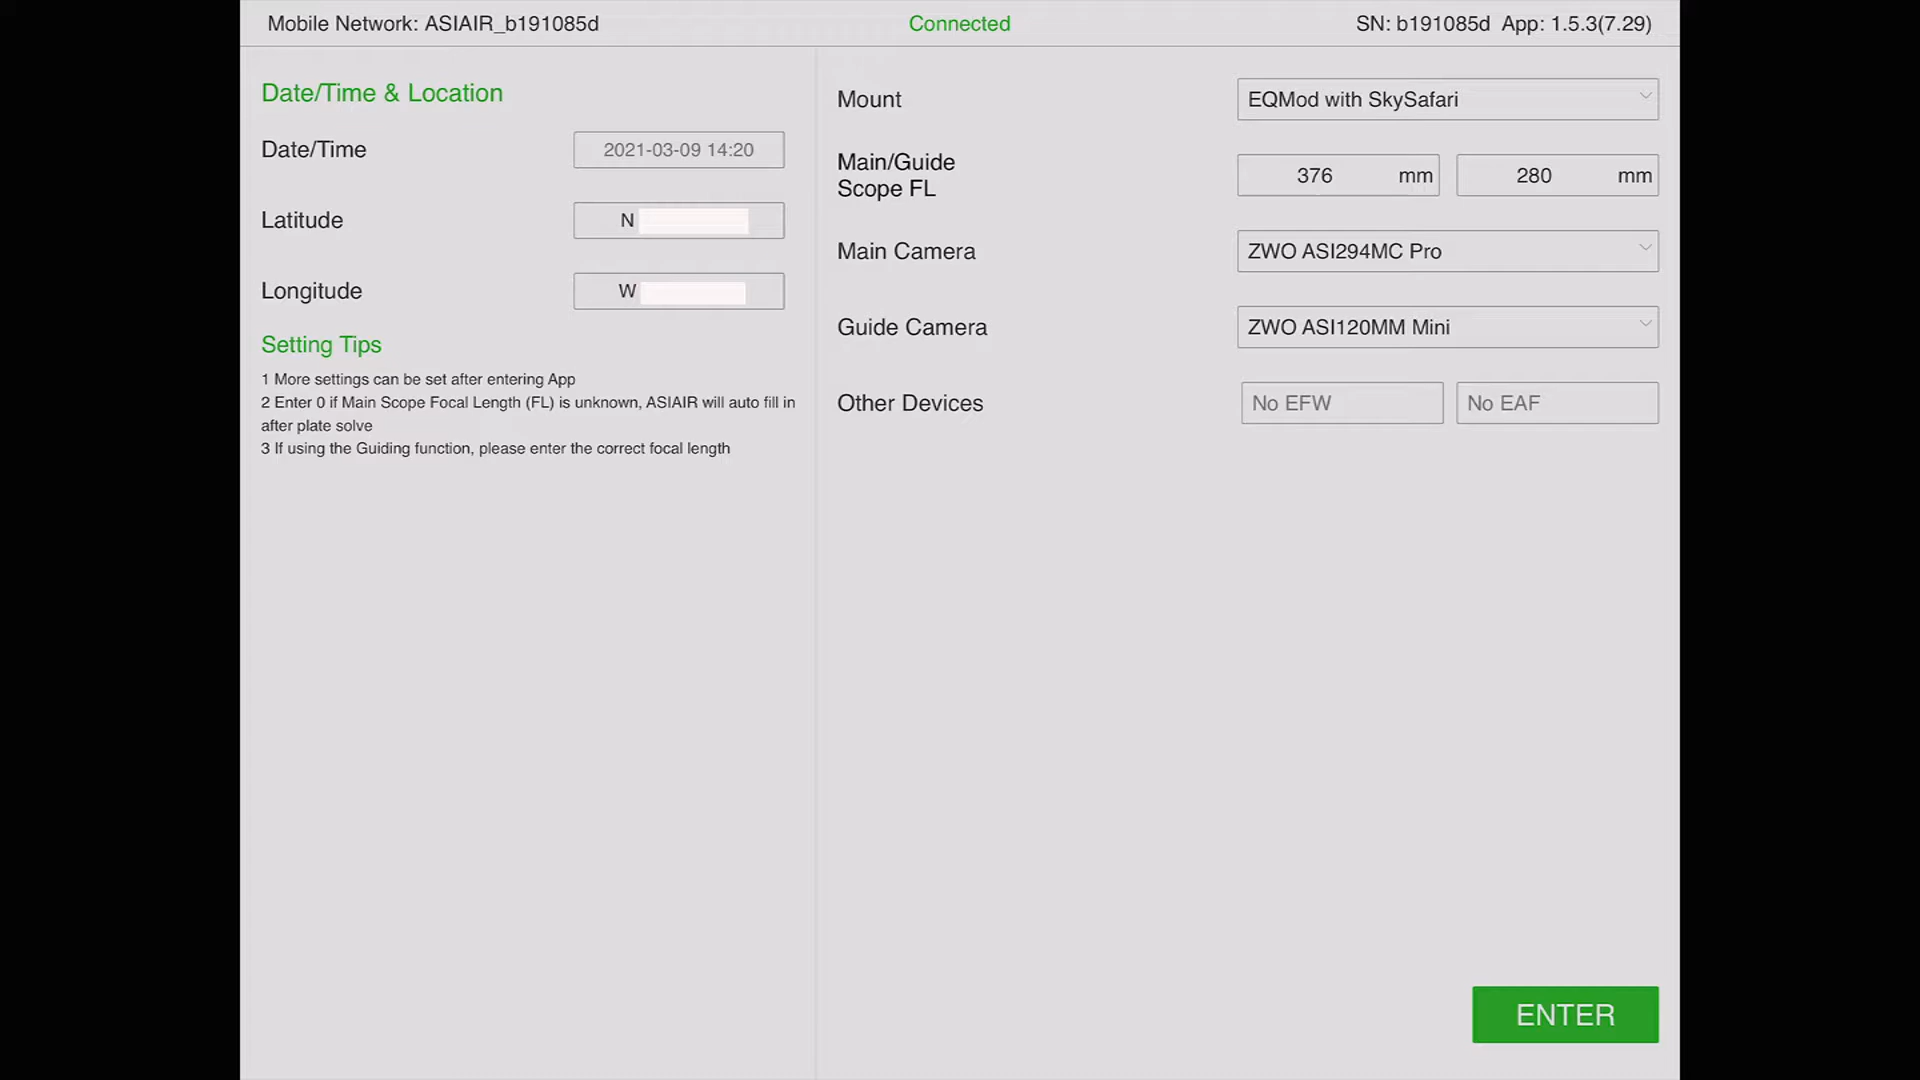 Mobile Network: ASIAIR_b191085d
Connected
SN: b191085d App: 1.5.3(7.29)
Date/Time & Location
Date/Time
2021-03-09 14:20
Latitude
N
Longitude
W
Setting Tips
1 More settings can be set after entering App
2 Enter 0 if Main Scope Focal Length (FL) is unknown, ASIAIR will auto fill in
after plate solve
3 If using the Guiding function, please enter the correct focal length
Mount
EQMod with SkySafari
Main/Guide
Scope FL
376 mm
280 mm
Main Camera
ZWO ASI294MC Pro
Guide Camera
ZWO ASI120MM Mini
Other Devices
No EFW
No EAF
ENTER